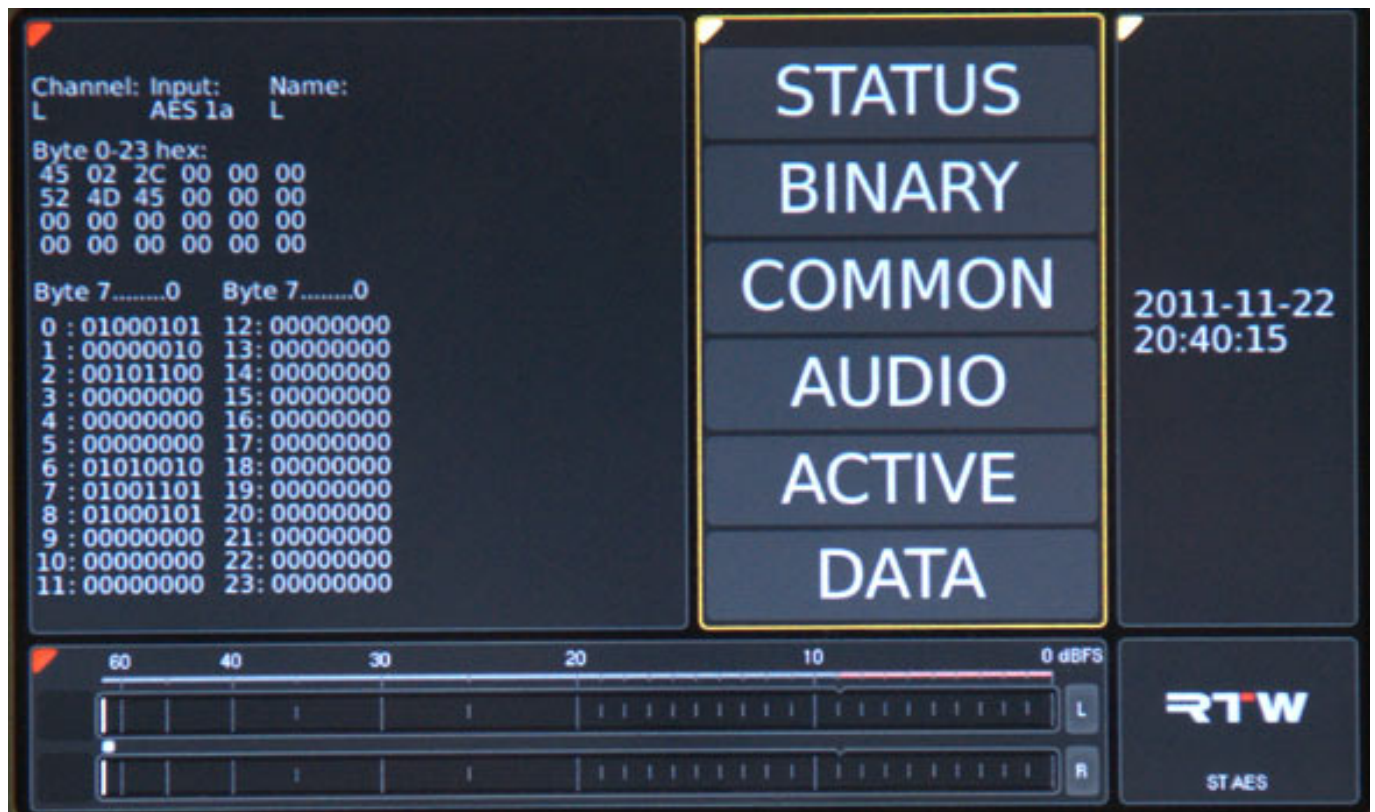 Channel: Input: Name:
L AES 1a L
Byte 0-23 hex:
45 02 2C 00 00 00
52 4D 45 00 00 00
00 00 00 00 00 00
00 00 00 00 00 00
Byte 7........0 Byte 7........0
0 : 01000101 12: 00000000
1 : 00000010 13: 00000000
2 : 00101100 14: 00000000
3 : 00000000 15: 00000000
4 : 00000000 16: 00000000
5 : 00000000 17: 00000000
6 : 01010010 18: 00000000
7 : 01001101 19: 00000000
8 : 01000101 20: 00000000
9 : 00000000 21: 00000000
10: 00000000 22: 00000000
11: 00000000 23: 00000000
STATUS
BINARY
COMMON
AUDIO
ACTIVE
DATA
2011-11-22
20:40:15
60 40 30 20 10 0 dBFS
L
R
RTW
ST AES